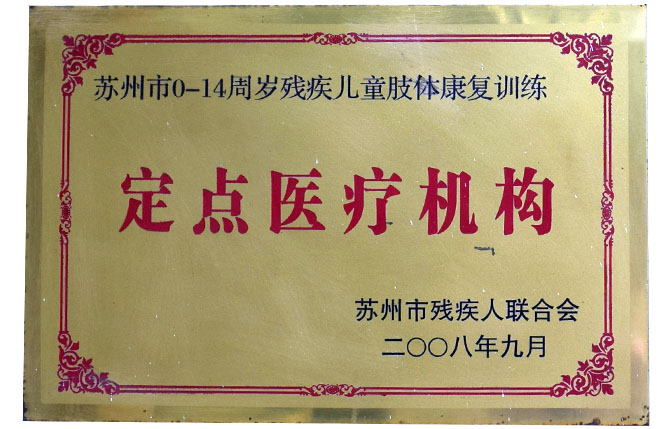 苏州市0-14周岁残疾儿童肢体康复训练
定点医疗机构
苏州市残疾人联合会
二〇〇八年九月